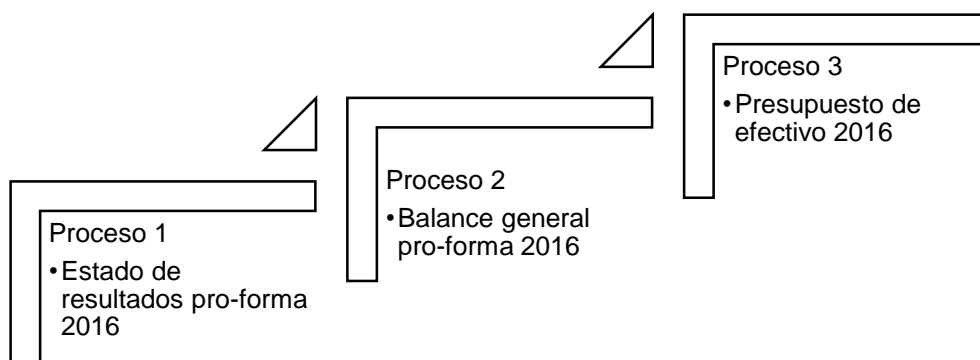 Proceso 1
•Estado de
resultados pro-forma
2016
Proceso 2
•Balance general
pro-forma 2016
Proceso 3
•Presupuesto de
efectivo 2016